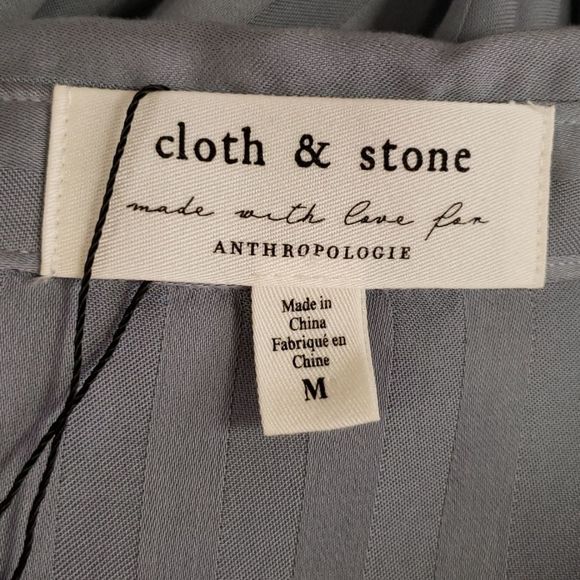 cloth & stone
made with love for
ANTHROPOLOGIE
Made in
China
Fabriqué en
Chine
M